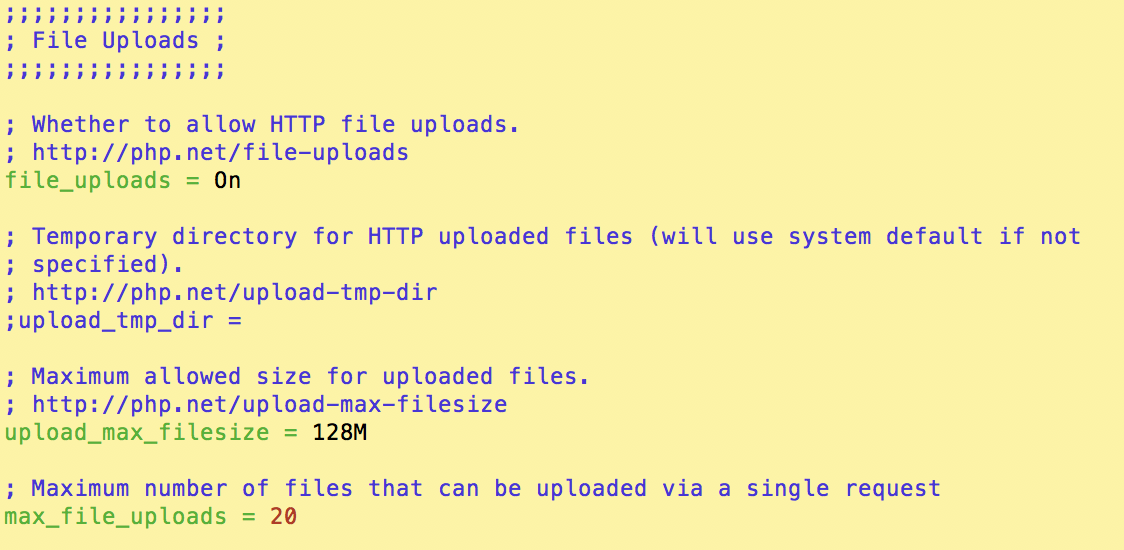 ;;;;;;;;;;;;;;;;
; File Uploads ;
;;;;;;;;;;;;;;;;
; Whether to allow HTTP file uploads.
; http://php.net/file-uploads
file_uploads = On
; Temporary directory for HTTP uploaded files (will use system default if not
; specified).
; http://php.net/upload-tmp-dir
;upload_tmp_dir =
; Maximum allowed size for uploaded files.
; http://php.net/upload-max-filesize
upload_max_filesize = 128M
; Maximum number of files that can be uploaded via a single request
max_file_uploads = 20